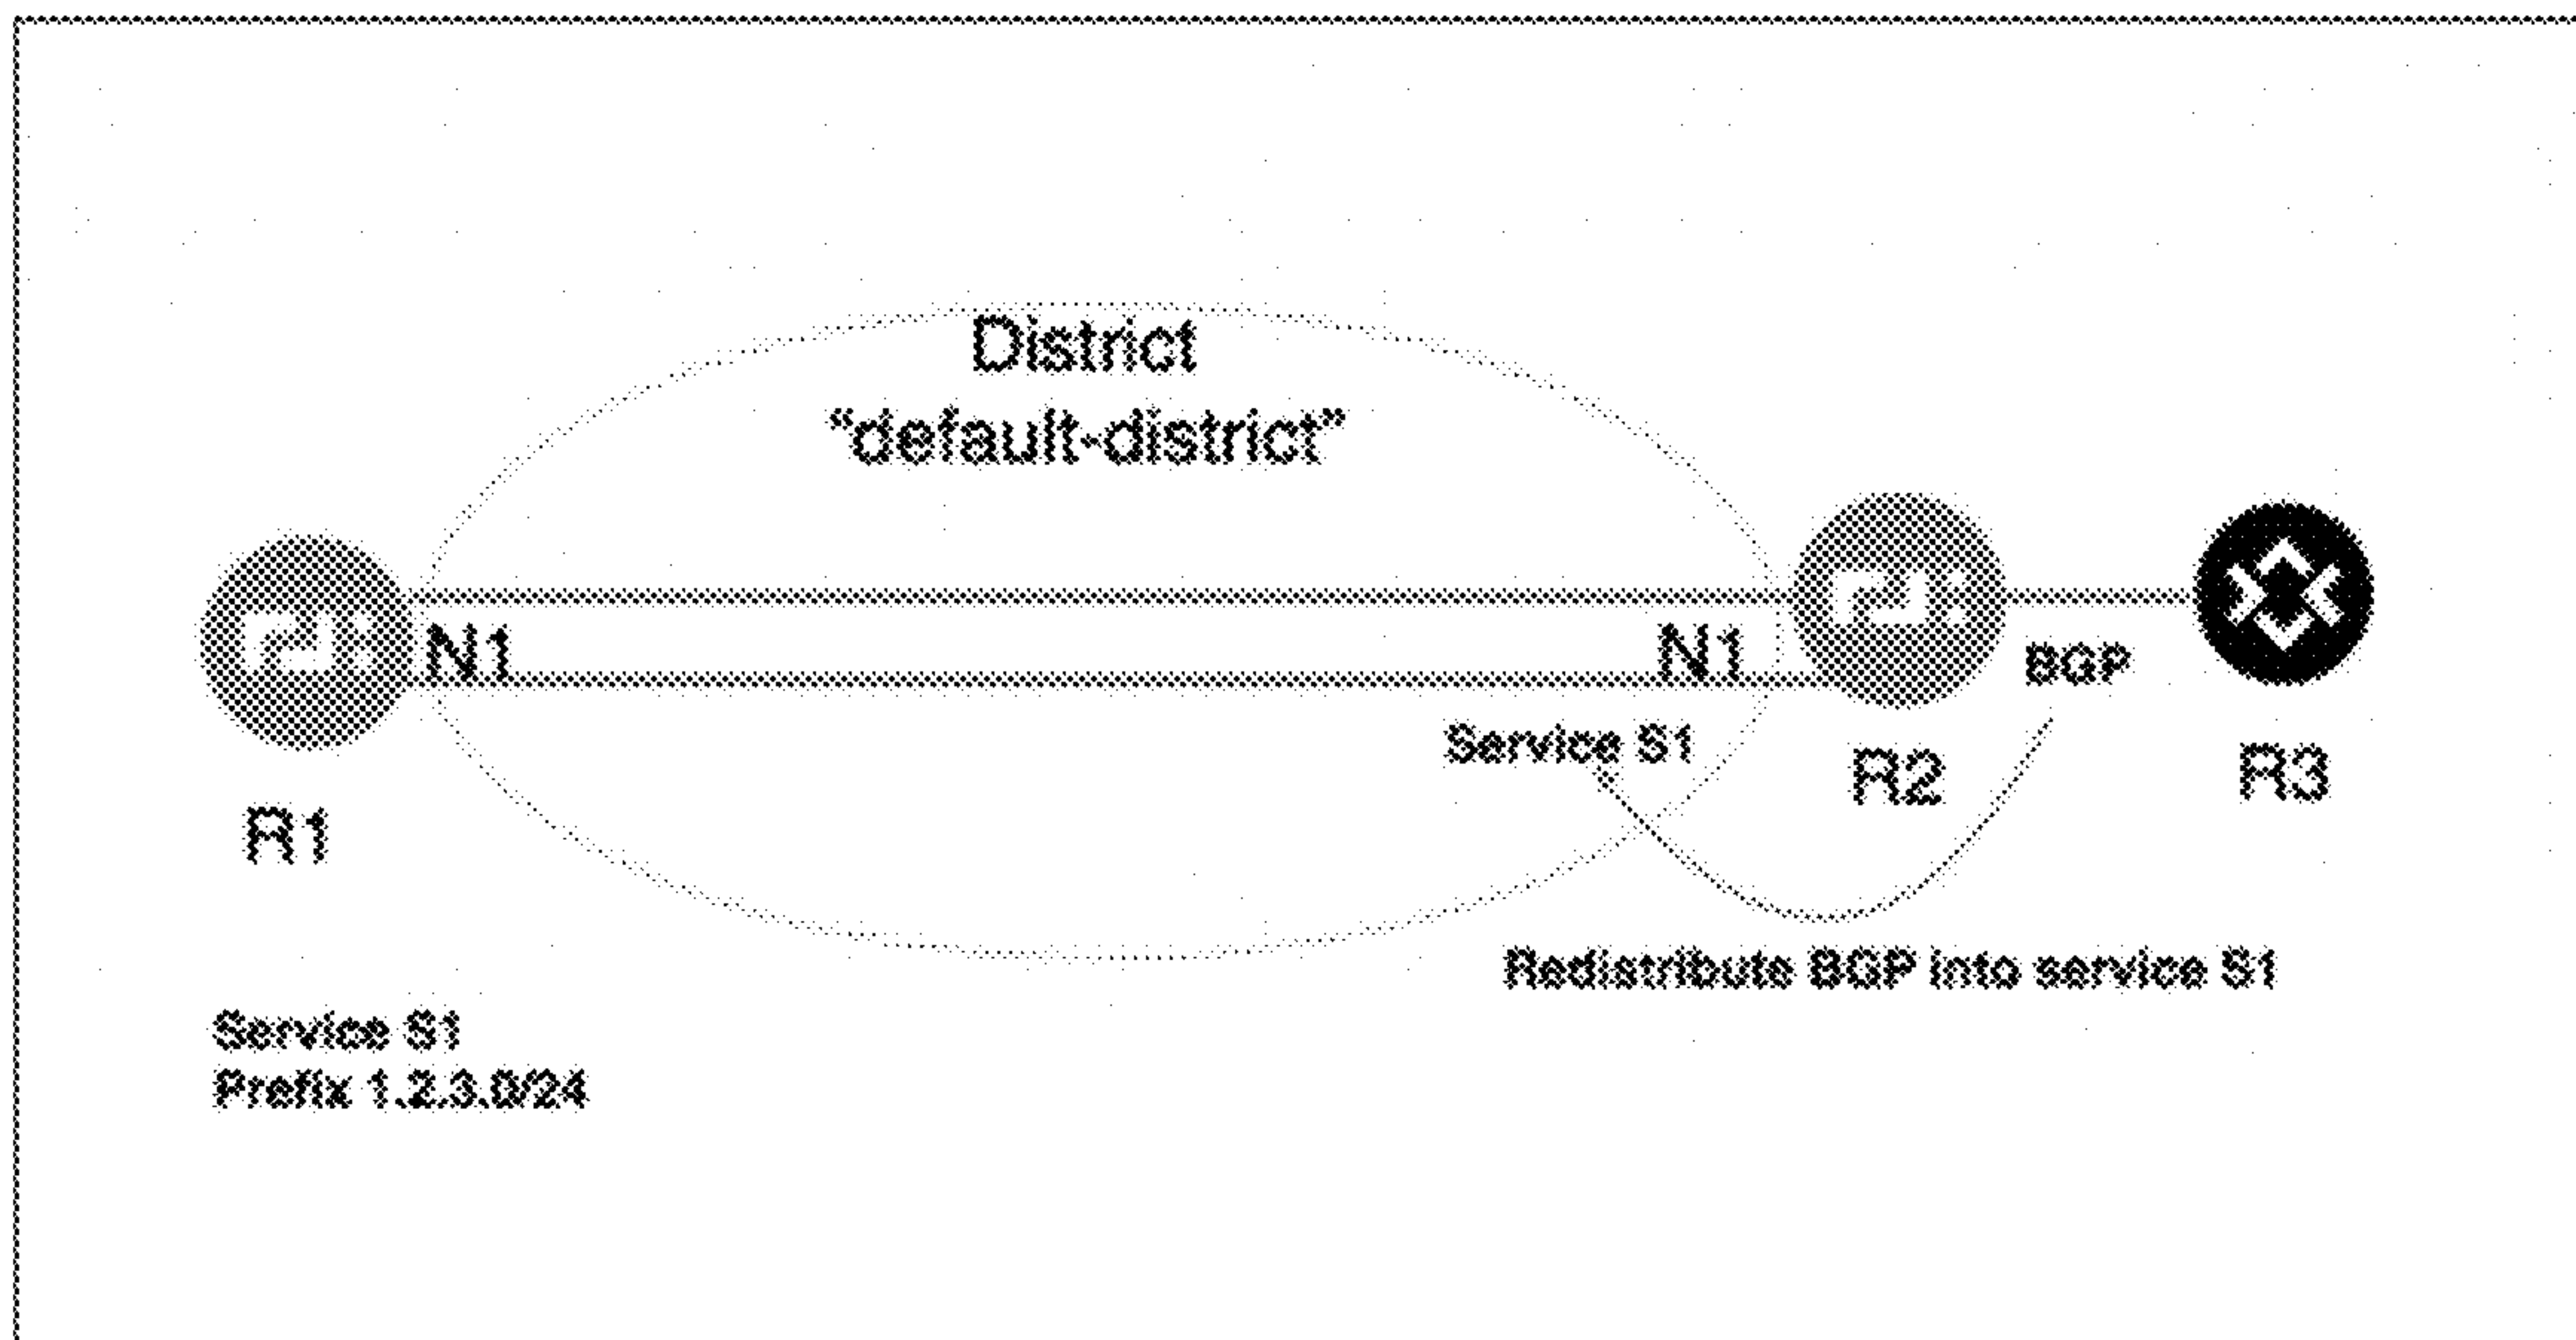 District
“default-district”
N1
N1
BGP
Service S1
R2
R3
R1
Redistribute BGP into service S1
Service S1
Prefix 1.2.3.0/24